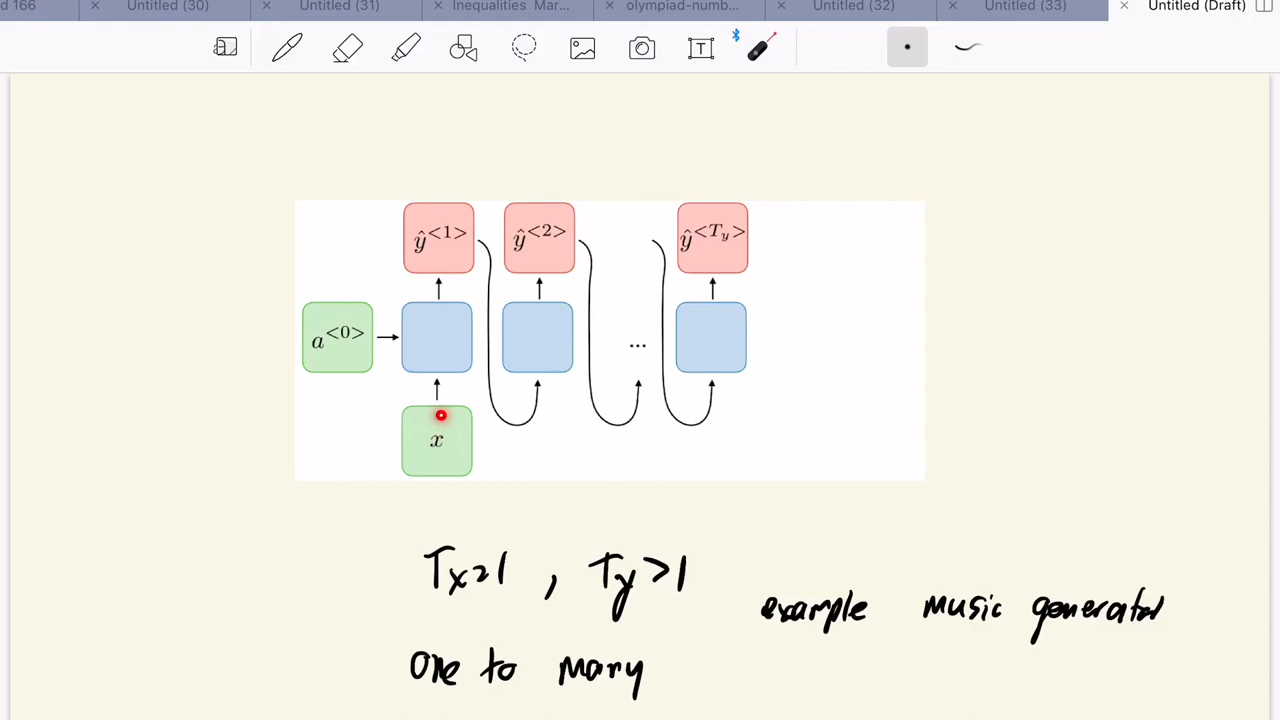 d 166 × Untitled (30) × Untitled (31) × Inequalities Mar... × olympiad-numb... × Untitled (32) × Untitled (33) × Untitled (Draft)
T
ŷ<1> ŷ<2> ŷ<Ty>
a<0> ...
x
Tx=1 , Ty>1
example music generator
One to Many